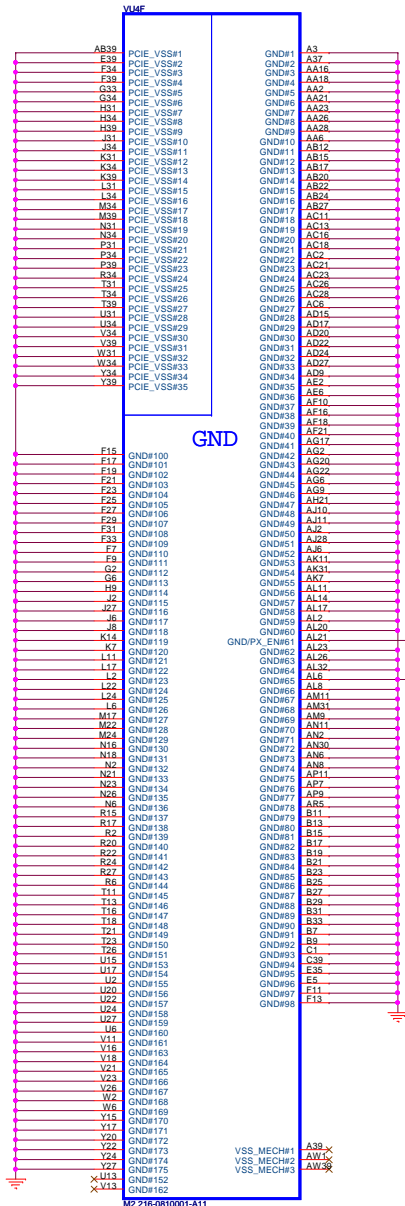 VU4F
AB39 PCIE_VSS#1 GND#1 A3
E39 PCIE_VSS#2 GND#2 A37
F34 PCIE_VSS#3 GND#3 AA16
F39 PCIE_VSS#4 GND#4 AA18
G33 PCIE_VSS#5 GND#5 AA2
G34 PCIE_VSS#6 GND#6 AA21
H31 PCIE_VSS#7 GND#7 AA23
H34 PCIE_VSS#8 GND#8 AA26
H39 PCIE_VSS#9 GND#9 AA28
J31 PCIE_VSS#10 GND#10 AA6
J34 PCIE_VSS#11 GND#11 AB12
K31 PCIE_VSS#12 GND#12 AB15
K34 PCIE_VSS#13 GND#13 AB17
K39 PCIE_VSS#14 GND#14 AB20
L31 PCIE_VSS#15 GND#15 AB22
L34 PCIE_VSS#16 GND#16 AB24
M34 PCIE_VSS#17 GND#17 AB27
M39 PCIE_VSS#18 GND#18 AC11
N31 PCIE_VSS#19 GND#19 AC13
N34 PCIE_VSS#20 GND#20 AC16
P31 PCIE_VSS#21 GND#21 AC18
P34 PCIE_VSS#22 GND#22 AC2
P39 PCIE_VSS#23 GND#23 AC21
R34 PCIE_VSS#24 GND#24 AC23
T31 PCIE_VSS#25 GND#25 AC26
T34 PCIE_VSS#26 GND#26 AC28
T39 PCIE_VSS#27 GND#27 AC6
U31 PCIE_VSS#28 GND#28 AD15
U34 PCIE_VSS#29 GND#29 AD17
V34 PCIE_VSS#30 GND#30 AD20
V39 PCIE_VSS#31 GND#31 AD22
W31 PCIE_VSS#32 GND#32 AD24
W34 PCIE_VSS#33 GND#33 AD27
Y34 PCIE_VSS#34 GND#34 AD9
Y39 PCIE_VSS#35 GND#35 AE2
GND#36 AE6
GND#37 AF10
GND#38 AF16
GND#39 AF18
GND#40 AF21
GND
GND#41 AG17
F15 GND#100 GND#42 AG2
F17 GND#101 GND#43 AG20
F19 GND#102 GND#44 AG22
F21 GND#103 GND#45 AG6
F23 GND#104 GND#46 AG9
F25 GND#105 GND#47 AH21
F27 GND#106 GND#48 AJ10
F29 GND#107 GND#49 AJ11
F31 GND#108 GND#50 AJ2
F33 GND#109 GND#51 AJ28
F7 GND#110 GND#52 AJ6
F9 GND#111 GND#53 AK11
G2 GND#112 GND#54 AK31
G6 GND#113 GND#55 AK7
H9 GND#114 GND#56 AL11
J2 GND#115 GND#57 AL14
J27 GND#116 GND#58 AL17
J6 GND#117 GND#59 AL2
J8 GND#118 GND#60 AL20
K14 GND#119 GND/PX_EN#61 AL21
K7 GND#120 GND#62 AL23
L11 GND#121 GND#63 AL26
L17 GND#122 GND#64 AL32
L2 GND#123 GND#65 AL6
L22 GND#124 GND#66 AL8
L24 GND#125 GND#67 AM11
L6 GND#126 GND#68 AM31
M17 GND#127 GND#69 AM9
M22 GND#128 GND#70 AN11
M24 GND#129 GND#71 AN2
N16 GND#130 GND#72 AN30
N18 GND#131 GND#73 AN6
N2 GND#132 GND#74 AN8
N21 GND#133 GND#75 AP11
N23 GND#134 GND#76 AP7
N26 GND#135 GND#77 AP9
N6 GND#136 GND#78 AR5
R15 GND#137 GND#79 B11
R17 GND#138 GND#80 B13
R2 GND#139 GND#81 B15
R20 GND#140 GND#82 B17
R22 GND#141 GND#83 B19
R24 GND#142 GND#84 B21
R27 GND#143 GND#85 B23
R6 GND#144 GND#86 B25
T11 GND#145 GND#87 B27
T13 GND#146 GND#88 B29
T16 GND#147 GND#89 B31
T18 GND#148 GND#90 B33
T21 GND#149 GND#91 B7
T23 GND#150 GND#92 B9
T26 GND#151 GND#93 C1
U15 GND#153 GND#94 C39
U17 GND#154 GND#95 E35
U2 GND#155 GND#96 E5
U20 GND#156 GND#97 F11
U22 GND#157 GND#98 F13
U24 GND#158
U27 GND#159
U6 GND#160
V11 GND#161
V16 GND#163
V18 GND#164
V21 GND#165
V23 GND#166
V26 GND#167
W2 GND#168
W6 GND#169
Y15 GND#170
Y17 GND#171
Y20 GND#172
Y22 GND#173 VSS_MECH#1 A39
Y24 GND#174 VSS_MECH#2 AW1
Y27 GND#175 VSS_MECH#3 AW39
U13 GND#152
V13 GND#162
M2 216-0810001-A11